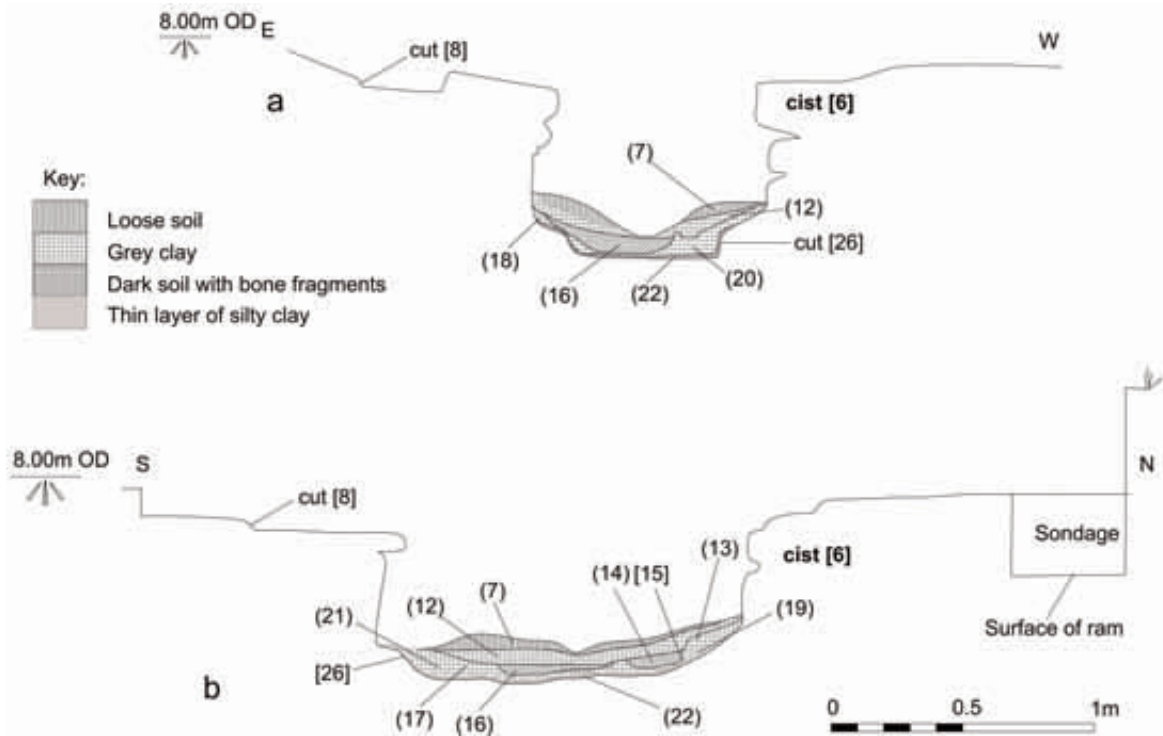 8.00m OD E
W
cut [8]
a
cist [6]
(7)
Key:
Loose soil
Grey clay
Dark soil with bone fragments
Thin layer of silty clay
(12)
cut [26]
(18)
(16)
(22)
(20)
8.00m OD
S
N
cut [8]
Sondage
cist [6]
(13)
(14) [15]
(7)
(12)
(21)
(19)
Surface of ram
[26]
b
(17)
(16)
(22)
0
0.5
1m